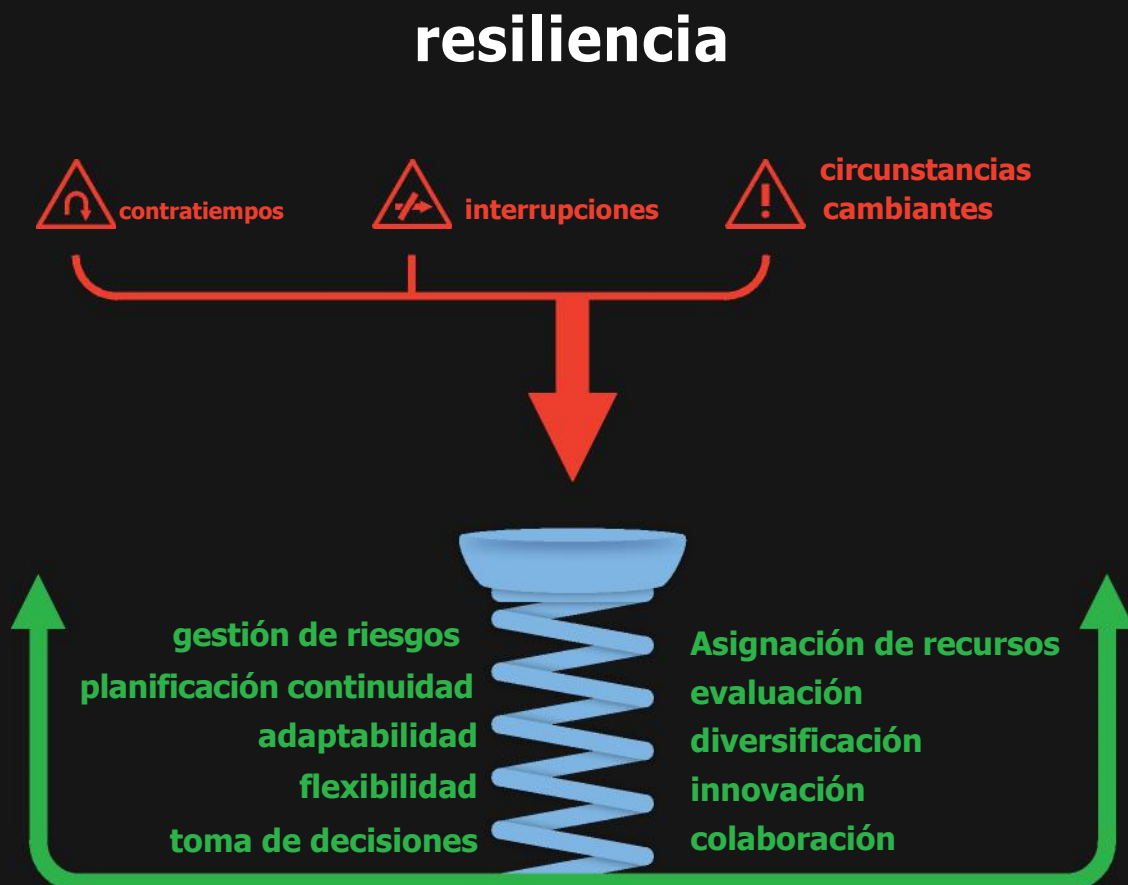 resiliencia
contratiempos
interrupciones
circunstancias
cambiantes
gestión de riesgos
planificación continuidad
adaptabilidad
flexibilidad
toma de decisiones
Asignación de recursos
evaluación
diversificación
innovación
colaboración